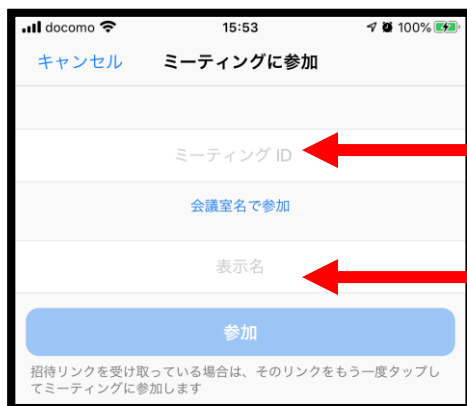 docomo 15:53 100%
キャンセル ミーティングに参加
ミーティング ID
会議室名で参加
表示名
参加
招待リンクを受け取っている場合は、そのリンクをもう一度タップし
てミーティングに参加します